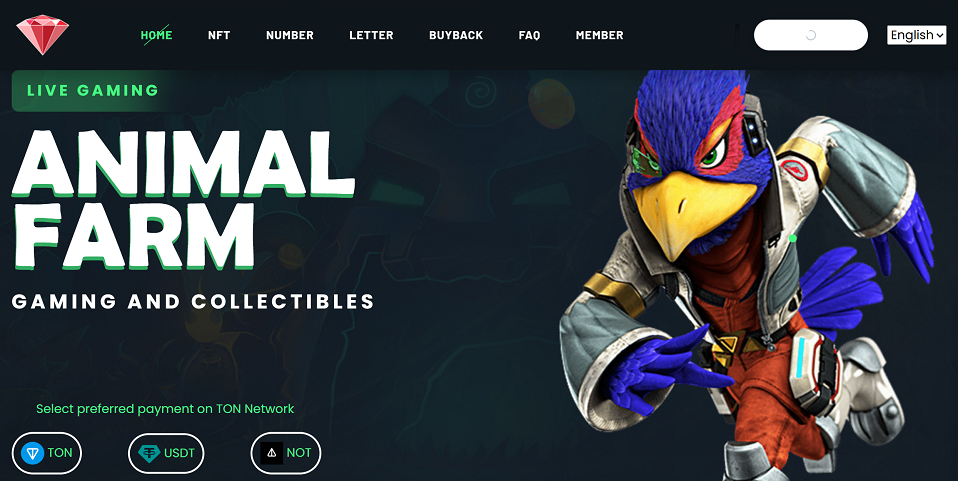 HOME NFT NUMBER LETTER BUYBACK FAQ MEMBER English
LIVE GAMING
ANIMAL
FARM
GAMING AND COLLECTIBLES
Select preferred payment on TON Network
TON USDT NOT